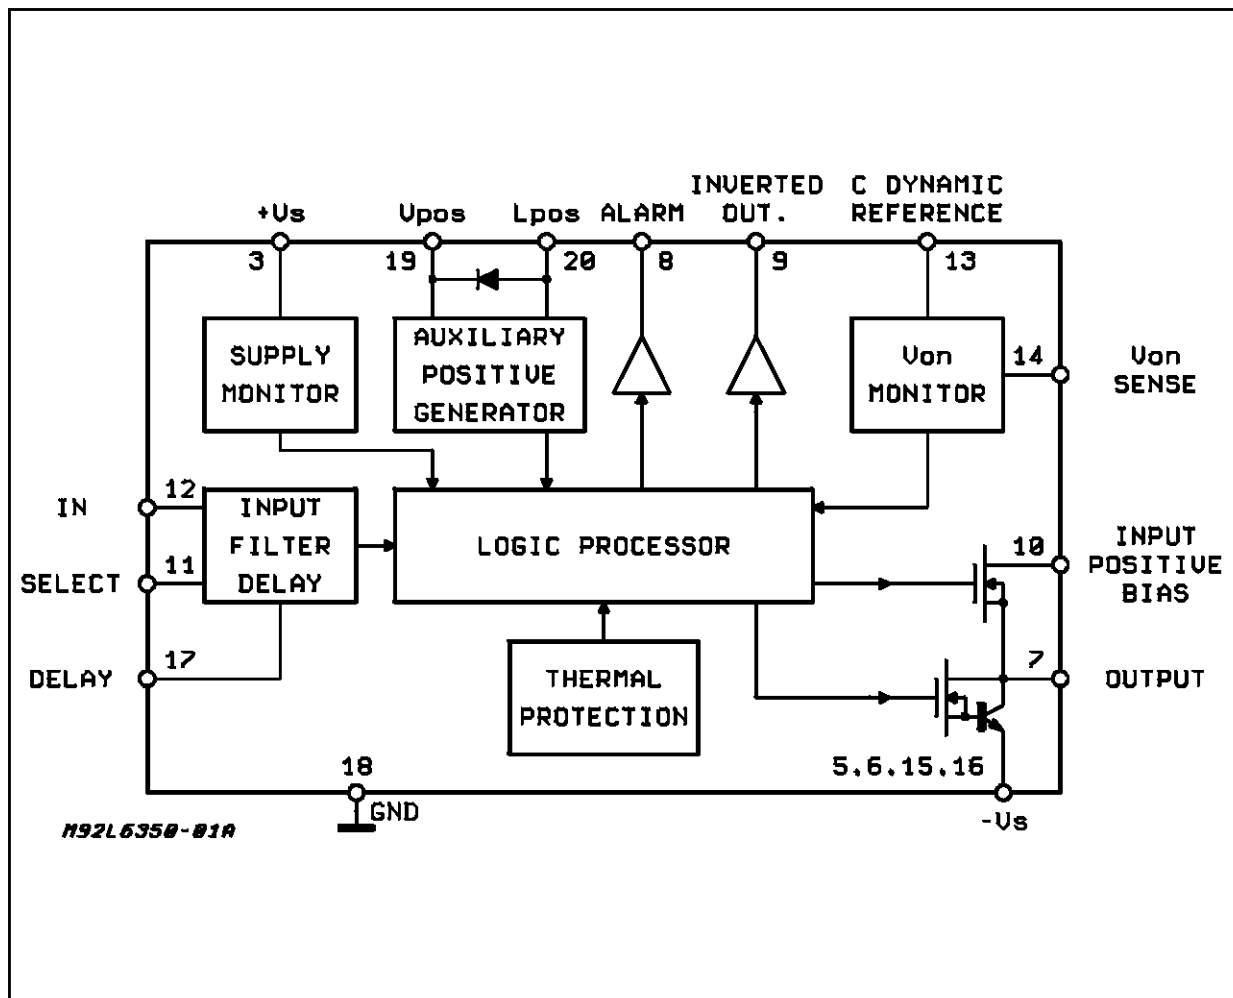 INVERTED
OUT.
C DYNAMIC
REFERENCE
+Vs
Vpos
Lpos
ALARM
3
19
20
8
9
13
SUPPLY
MONITOR
AUXILIARY
POSITIVE
GENERATOR
Von
MONITOR
14
Von
SENSE
IN
12
SELECT
11
INPUT
FILTER
DELAY
LOGIC PROCESSOR
10
INPUT
POSITIVE
BIAS
DELAY
17
THERMAL
PROTECTION
7
OUTPUT
18
GND
5.6.15.16
-Vs
M92L6350-01A